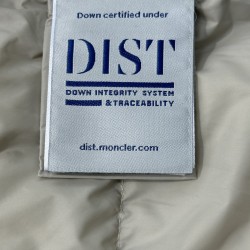 Down certified under
DIST
DOWN INTEGRITY SYSTEM
& TRACEABILITY
dist.moncler.com